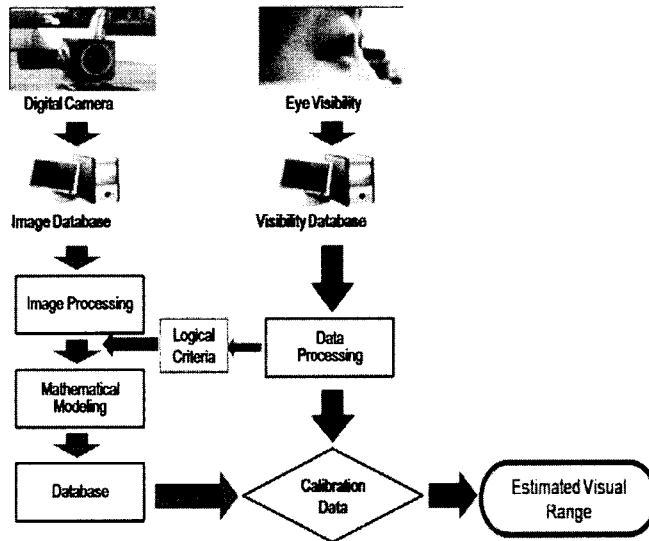 Digital Camera
Eye Visibility
Image Database
Visibility Database
Image Processing
Logical
Criteria
Data
Processing
Mathematical
Modeling
Database
Calibration
Data
Estimated Visual
Range